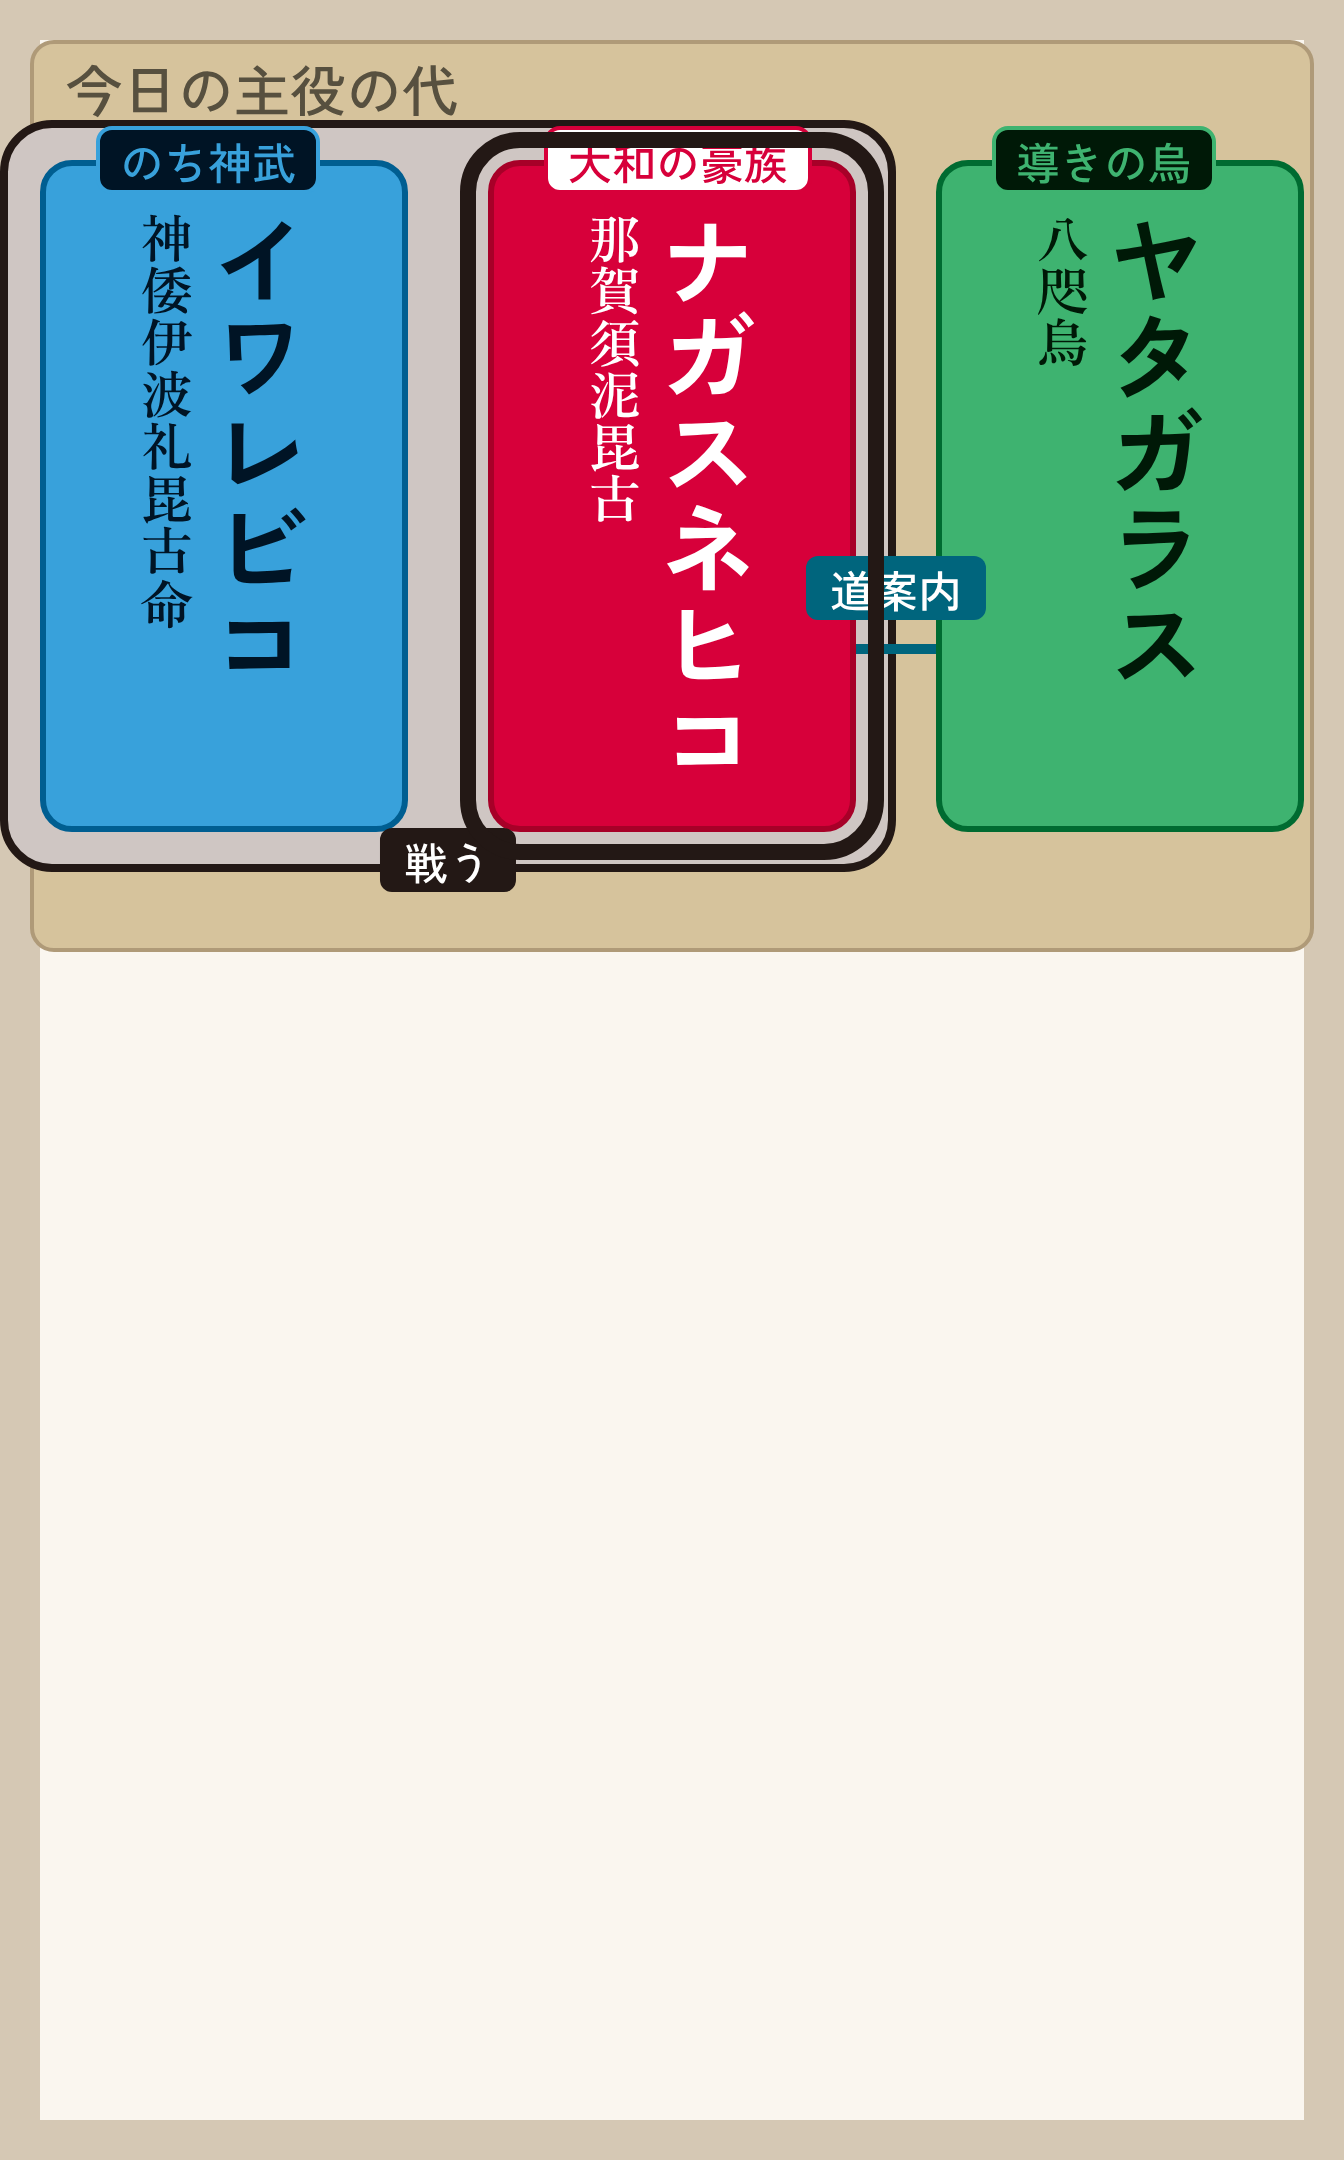 今日の主役の代
のち神武
イワレビコ
神倭伊波礼毘古命
大和の豪族
ナガスネヒコ
那賀須泥毘古
導きの烏
ヤタガラス
八咫烏
道案内
戦う